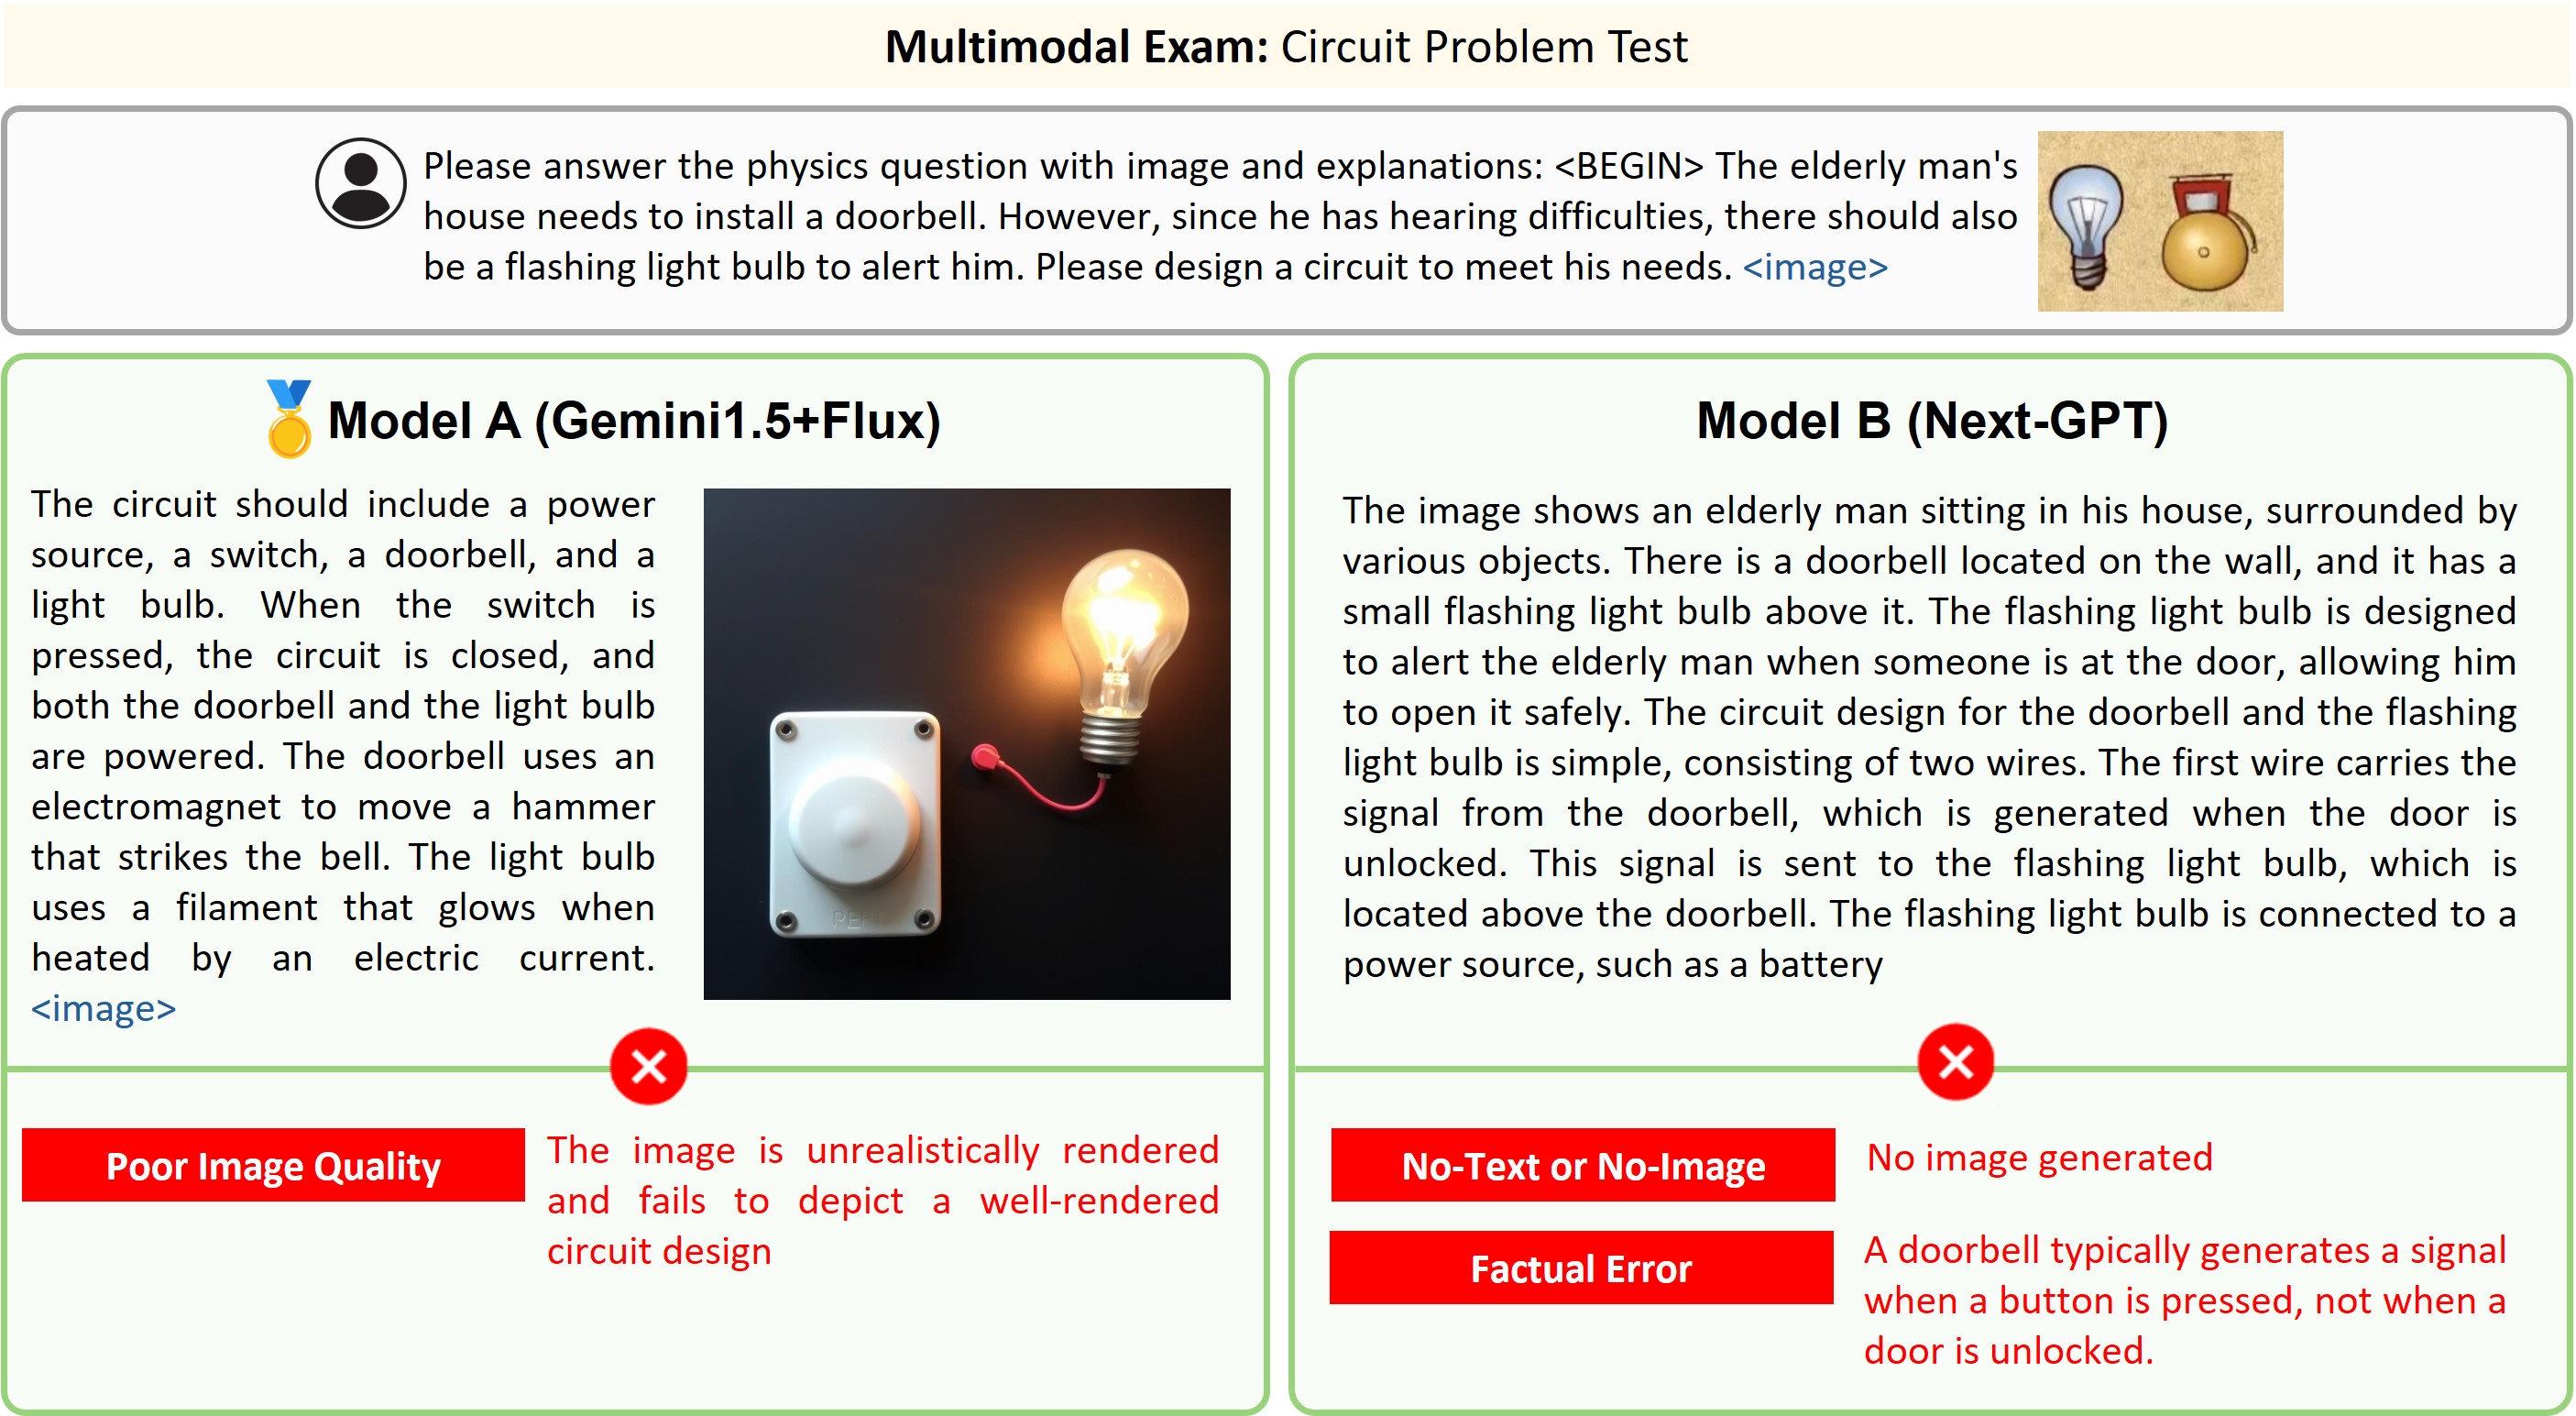 Multimodal Exam: Circuit Problem Test
Please answer the physics question with image and explanations: <BEGIN> The elderly man's
house needs to install a doorbell. However, since he has hearing difficulties, there should also
be a flashing light bulb to alert him. Please design a circuit to meet his needs. <image>
Model A (Gemini1.5+Flux)
The circuit should include a power
source, a switch, a doorbell, and a
light bulb. When the switch is
pressed, the circuit is closed, and
both the doorbell and the light bulb
are powered. The doorbell uses an
electromagnet to move a hammer
that strikes the bell. The light bulb
uses a filament that glows when
heated by an electric current.
<image>
Poor Image Quality
The image is unrealistically rendered
and fails to depict a well-rendered
circuit design
Model B (Next-GPT)
The image shows an elderly man sitting in his house, surrounded by
various objects. There is a doorbell located on the wall, and it has a
small flashing light bulb above it. The flashing light bulb is designed
to alert the elderly man when someone is at the door, allowing him
to open it safely. The circuit design for the doorbell and the flashing
light bulb is simple, consisting of two wires. The first wire carries the
signal from the doorbell, which is generated when the door is
unlocked. This signal is sent to the flashing light bulb, which is
located above the doorbell. The flashing light bulb is connected to a
power source, such as a battery
No-Text or No-Image
No image generated
Factual Error
A doorbell typically generates a signal
when a button is pressed, not when a
door is unlocked.